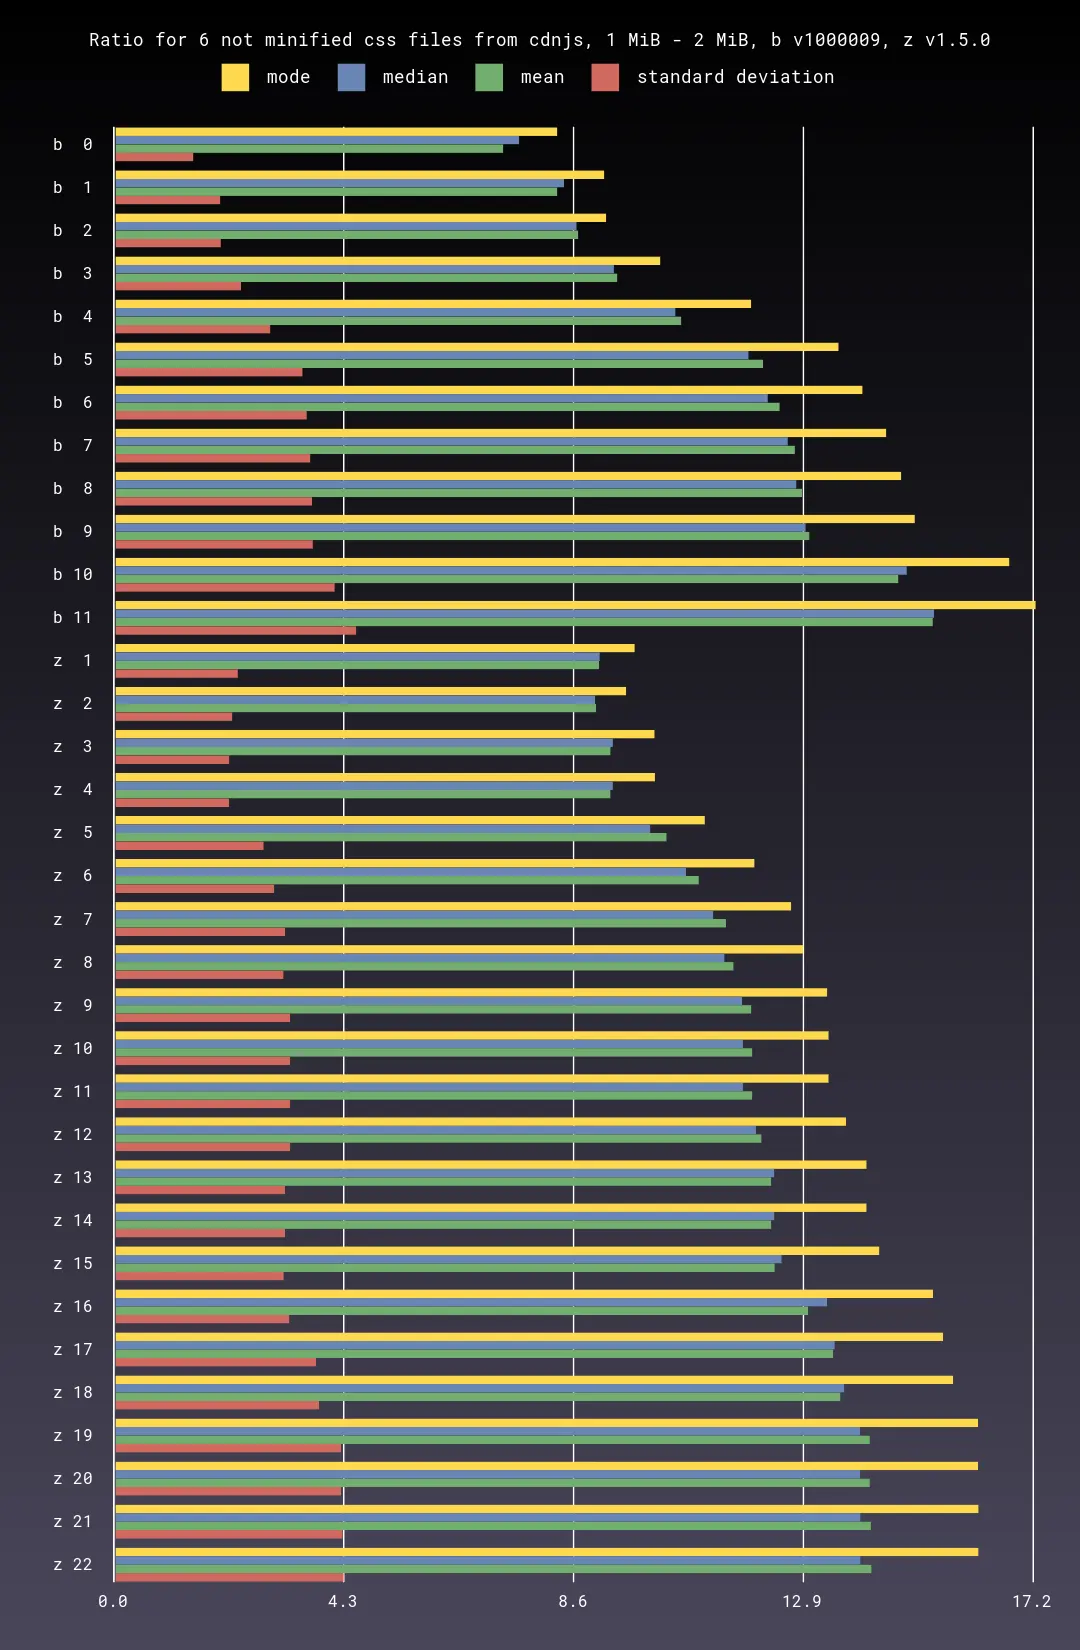 Ratio for 6 not minified css files from cdnjs, 1 MiB - 2 MiB, b v1000009, z v1.5.0
mode median mean standard deviation
b 0
b 1
b 2
b 3
b 4
b 5
b 6
b 7
b 8
b 9
b 10
b 11
z 1
z 2
z 3
z 4
z 5
z 6
z 7
z 8
z 9
z 10
z 11
z 12
z 13
z 14
z 15
z 16
z 17
z 18
z 19
z 20
z 21
z 22
0.0 4.3 8.6 12.9 17.2